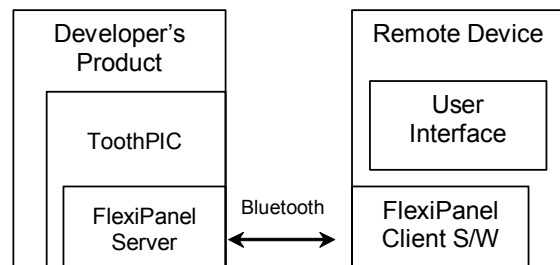 Developer's
Product
ToothPIC
FlexiPanel
Server
Bluetooth
Remote Device
User
Interface
FlexiPanel
Client S/W